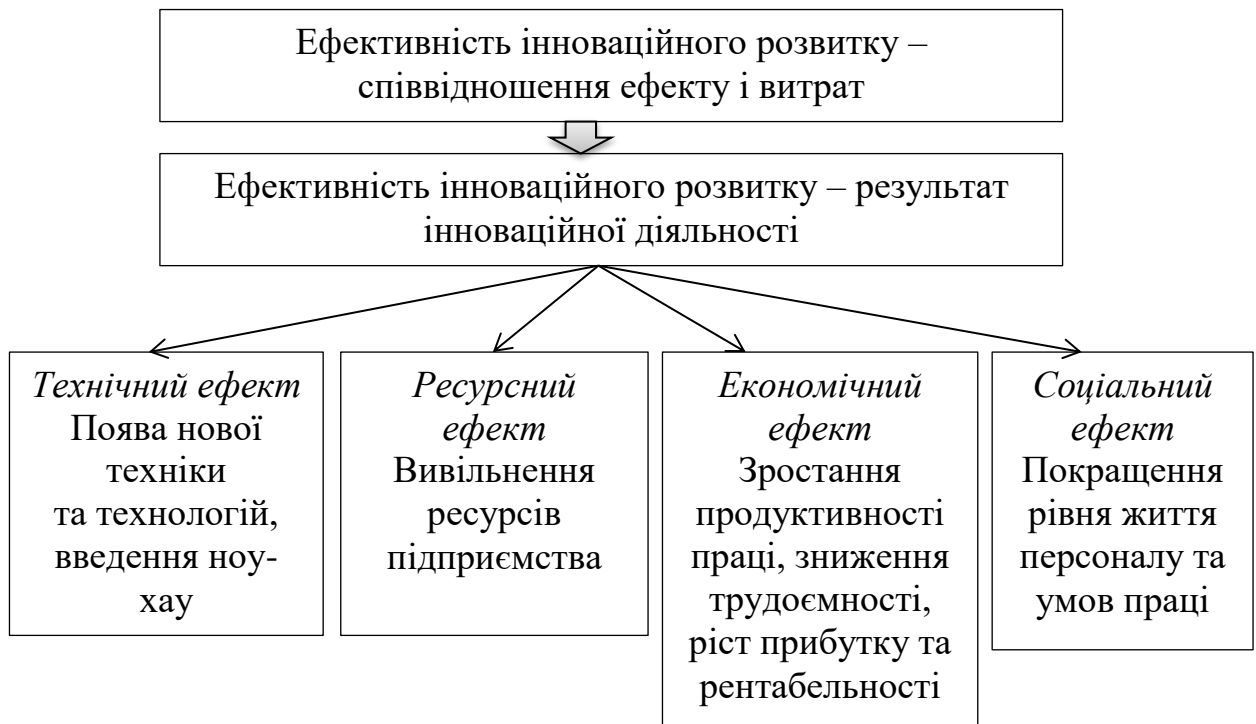 Ефективність інноваційного розвитку –
співвідношення ефекту і витрат
Ефективність інноваційного розвитку – результат
інноваційної діяльності
Технічний ефект
Поява нової
техніки
та технологій,
введення ноу-
хау
Ресурсний
ефект
Вивільнення
ресурсів
підприємства
Економічний
ефект
Зростання
продуктивності
праці, зниження
трудоємності,
ріст прибутку та
рентабельності
Соціальний
ефект
Покращення
рівня життя
персоналу та
умов праці